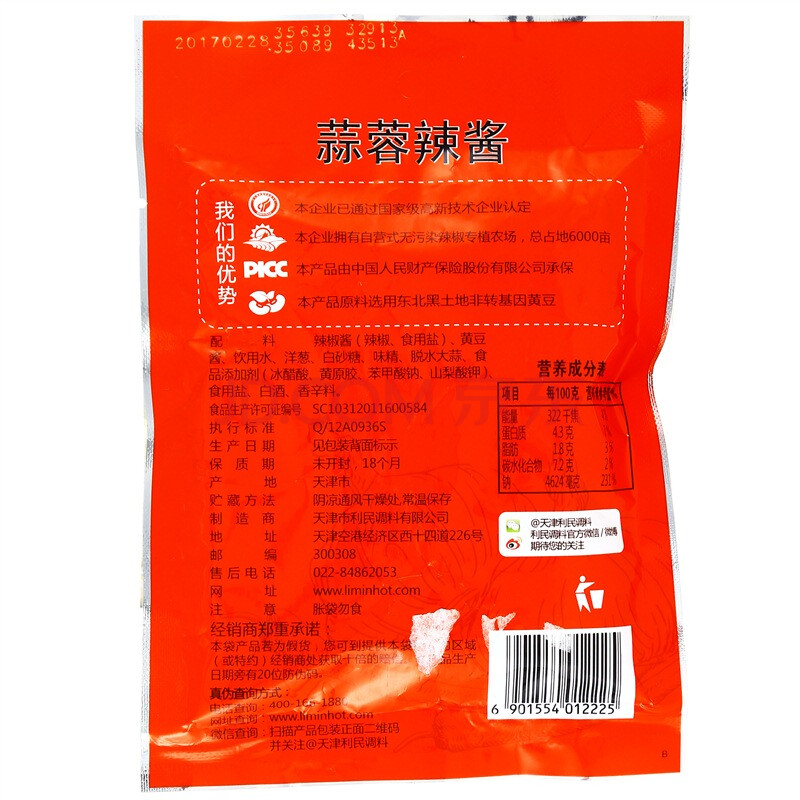 20170228
35639 32913A
35089 43513
蒜蓉辣酱
我们的优势
本企业已通过国家级高新技术企业认定
本企业拥有自营式无污染辣椒专植农场，总占地6000亩
PICC 本产品由中国人民财产保险股份有限公司承保
本产品原料选用东北黑土地非转基因黄豆
配 料 辣椒酱（辣椒、食用盐）、黄豆
酱、饮用水、洋葱、白砂糖、味精、脱水大蒜、食
品添加剂（冰醋酸、黄原胶、苯甲酸钠、山梨酸钾）、
食用盐、白酒、香辛料。
食品生产许可证编号 SC10312011600584
执行标准 Q/12A0936S
生产日期 见包装背面标示
保质期 未开封，18个月
产地 天津市
贮藏方法 阴凉通风干燥处,常温保存
制造商 天津市利民调料有限公司
地址 天津空港经济区西十四道226号
邮编 300308
售后电话 022-84862053
网址 www.liminhot.com
注意 胀袋勿食
营养成分表
项目 每100克
能量 322 千焦
蛋白质 4.3 克
脂肪 1.8 克 3%
碳水化合物 7.2 克 2%
钠 4624 毫克 231%
@天津利民调料
利民调料官方微信/微博
期待您的关注
经销商郑重承诺：
本袋产品若为假货，您可到提供本袋 区域
（或特约）经销商处获取十倍的 品生产
日期旁有20位防伪码。
真伪查询方式：
电话查询：400-168-188
网址查询：www.liminhot.com
微信查询：扫描产品包装正面二维码
并关注@天津利民调料
6 901554 012225
B